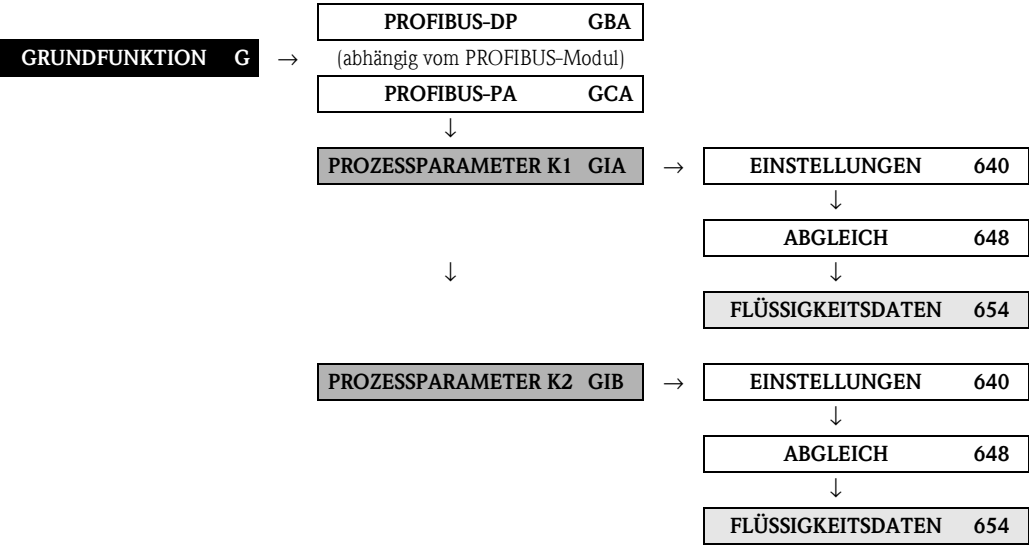 PROFIBUS-DP GBA
GRUNDFUNKTION G → (abhängig vom PROFIBUS-Modul)
PROFIBUS-PA GCA
↓
PROZESSPARAMETER K1 GIA → EINSTELLUNGEN 640
↓
ABGLEICH 648
↓ ↓
FLÜSSIGKEITSDATEN 654
PROZESSPARAMETER K2 GIB → EINSTELLUNGEN 640
↓
ABGLEICH 648
↓
FLÜSSIGKEITSDATEN 654